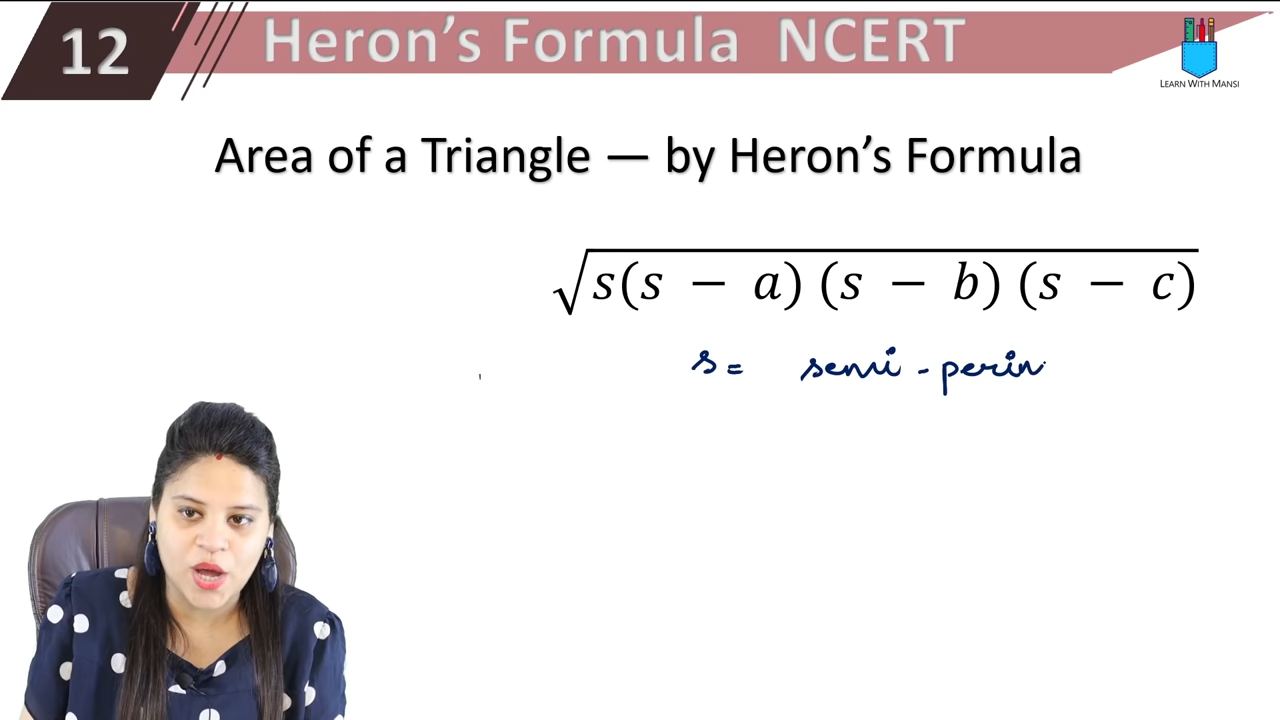 12 Heron's Formula NCERT
LEARN WITH MANSI
Area of a Triangle — by Heron's Formula
√s(s − a) (s − b) (s − c)
s = semi - perim